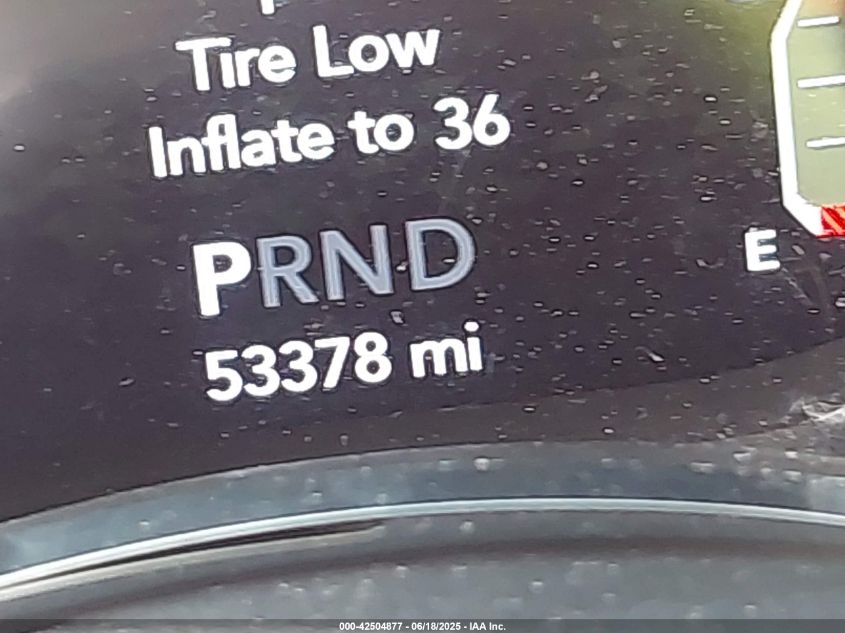 Tire Low
Inflate to 36
PRND
E
53378 mi
000-42504877 - 06/18/2025 - IAA Inc.